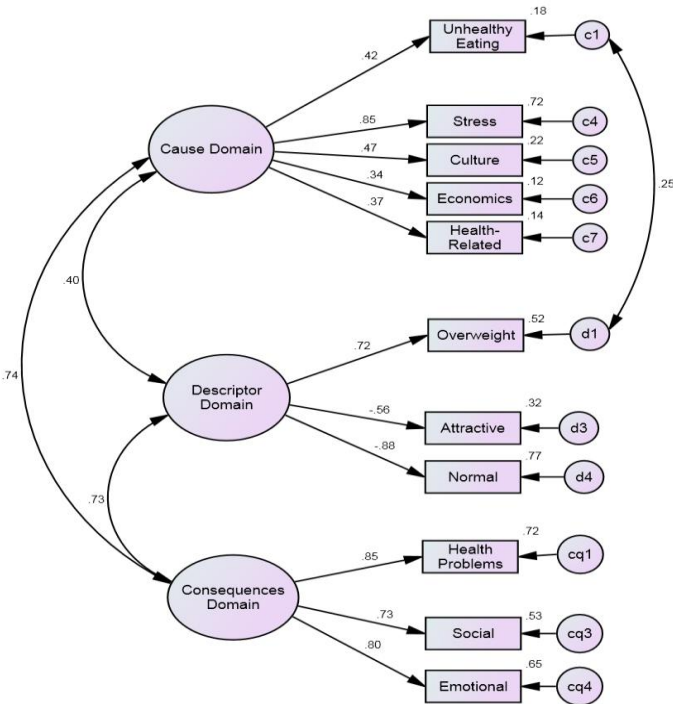 .18
Unhealthy
Eating
c1
.42
.72
.85
Stress
c4
.22
.47
Culture
c5
.25
Cause Domain
.12
.34
Economics
c6
.14
.37
Health-
Related
c7
.40
.52
Overweight
d1
.72
.74
Descriptor
Domain
.32
-.56
Attractive
d3
-.88
.77
Normal
d4
.73
.72
Health
Problems
cq1
.85
Consequences
Domain
.53
.73
Social
cq3
.80
.65
Emotional
cq4